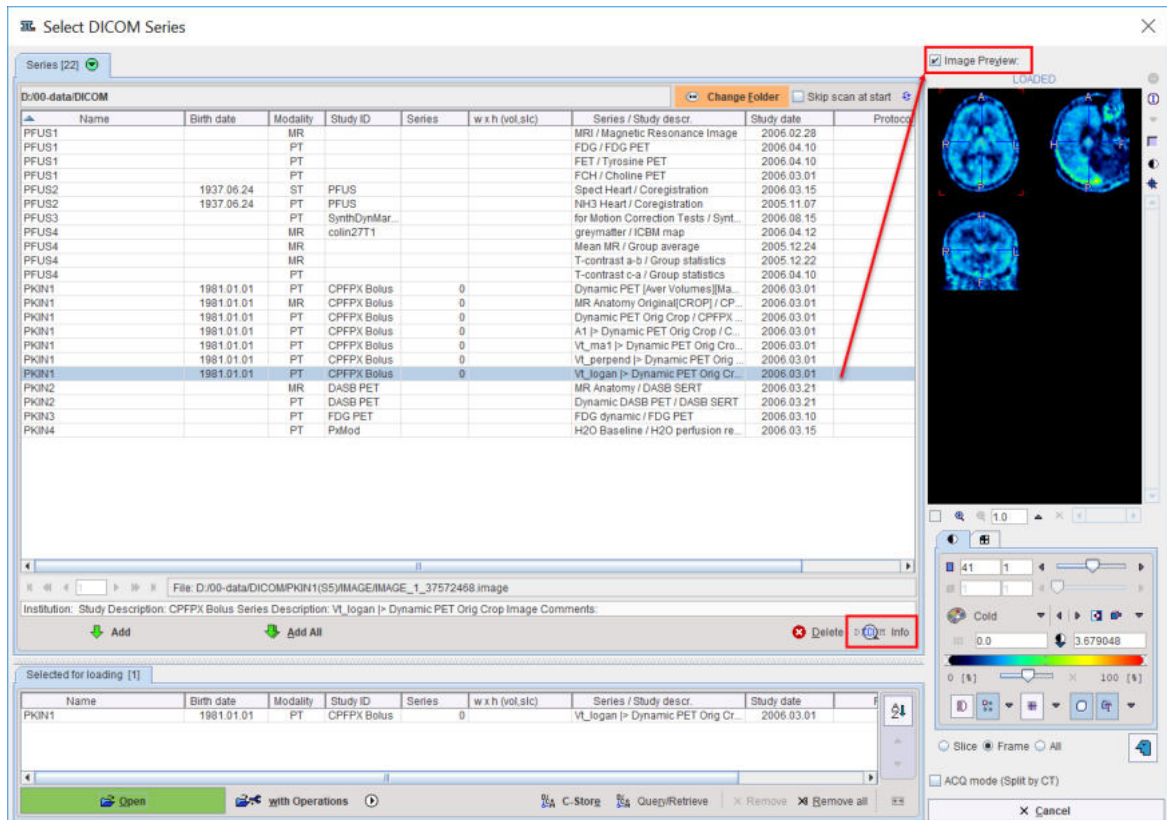 Select DICOM Series
Series [22]
Image Preview:
LOADED
D:/00-data/DICOM
Change Folder Skip scan at start
Name Birth date Modality Study ID Series w x h (vol,slc) Series / Study descr. Study date Protoco
PFUS1 MR MRI / Magnetic Resonance Image 2006.02.28
PFUS1 PT FDG / FDG PET 2006.04.10
PFUS1 PT FET / Tyrosine PET 2006.04.10
PFUS1 PT FCH / Choline PET 2006.03.01
PFUS2 1937.06.24 ST PFUS Spect Heart / Coregistration 2006.03.15
PFUS2 1937.06.24 PT PFUS NH3 Heart / Coregistration 2005.11.07
PFUS3 PT SynthDynMar... for Motion Correction Tests / Synt... 2006.08.15
PFUS4 MR colin27T1 greymatter / ICBM map 2006.04.12
PFUS4 MR Mean MR / Group average 2005.12.24
PFUS4 MR T-contrast a-b / Group statistics 2005.12.22
PFUS4 PT T-contrast c-a / Group statistics 2006.04.10
PKIN1 1981.01.01 PT CPFPX Bolus 0 Dynamic PET [Aver Volumes][Ma... 2006.03.01
PKIN1 1981.01.01 MR CPFPX Bolus 0 MR Anatomy Original[CROP] / CP... 2006.03.01
PKIN1 1981.01.01 PT CPFPX Bolus 0 Dynamic PET Orig Crop / CPFPX ... 2006.03.01
PKIN1 1981.01.01 PT CPFPX Bolus 0 A1 |> Dynamic PET Orig Crop / C... 2006.03.01
PKIN1 1981.01.01 PT CPFPX Bolus 0 Vt_ma1 |> Dynamic PET Orig Cro... 2006.03.01
PKIN1 1981.01.01 PT CPFPX Bolus 0 Vt_perpend |> Dynamic PET Orig ... 2006.03.01
PKIN1 1981.01.01 PT CPFPX Bolus 0 Vt_logan |> Dynamic PET Orig Cr... 2006.03.01
PKIN2 MR DASB PET MR Anatomy / DASB SERT 2006.03.21
PKIN2 PT DASB PET Dynamic DASB PET / DASB SERT 2006.03.21
PKIN3 PT FDG PET FDG dynamic / FDG PET 2006.03.10
PKIN4 PT PxMod H2O Baseline / H2O perfusion re... 2006.03.15
1 File: D:/00-data/DICOM/PKIN1(S5)/IMAGE/IMAGE_1_37572468.image
Institution: Study Description: CPFPX Bolus Series Description: Vt_logan |> Dynamic PET Orig Crop Image Comments:
Add Add All Delete Info
Selected for loading [1]
Name Birth date Modality Study ID Series w x h (vol,slc) Series / Study descr. Study date
PKIN1 1981.01.01 PT CPFPX Bolus 0 Vt_logan |> Dynamic PET Orig Cr... 2006.03.01
Open with Operations C-Store Query/Retrieve Remove Remove all
A A
R L H F
P P
H
R L
F
1.0
41 1
1 1
Cold
0.0 3.679048
0 [%] 100 [%]
Slice Frame All
ACQ mode (Split by CT)
Cancel